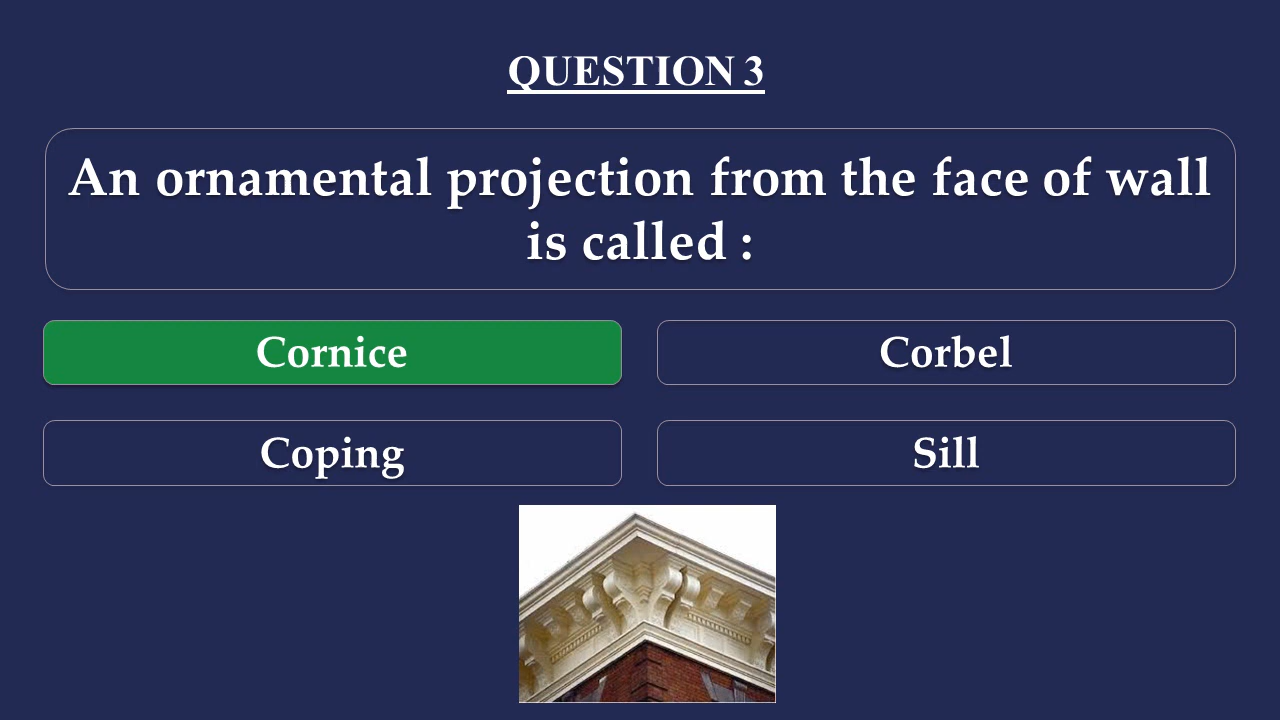 QUESTION 3
An ornamental projection from the face of wall
is called :
Cornice
Corbel
Coping
Sill